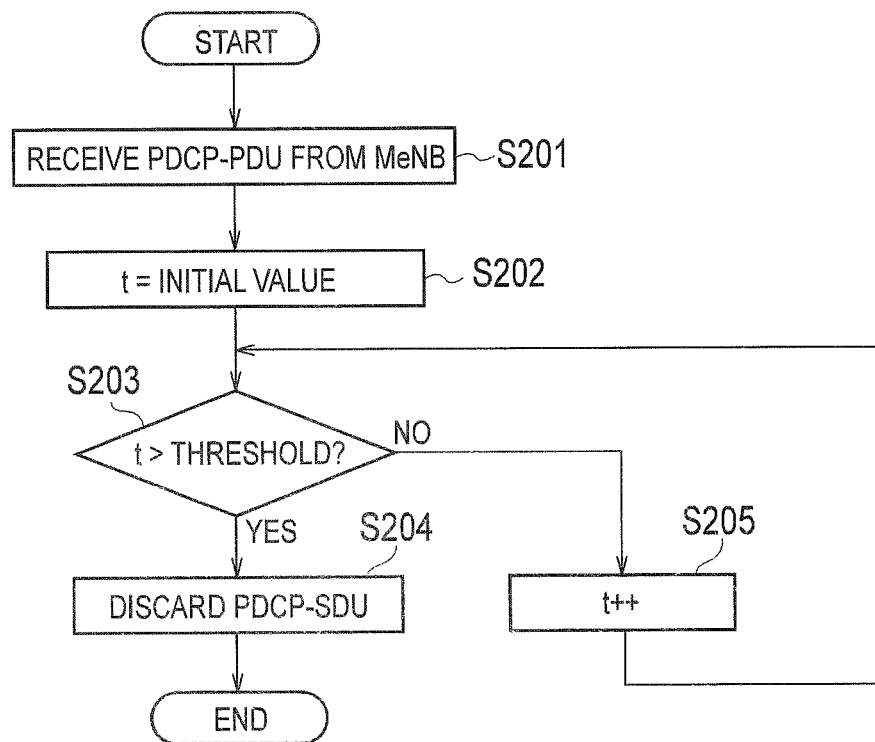 START
RECEIVE PDCP-PDU FROM MeNB
S201
t = INITIAL VALUE
S202
S203
t > THRESHOLD?
NO
YES
S204
DISCARD PDCP-SDU
S205
t++
END